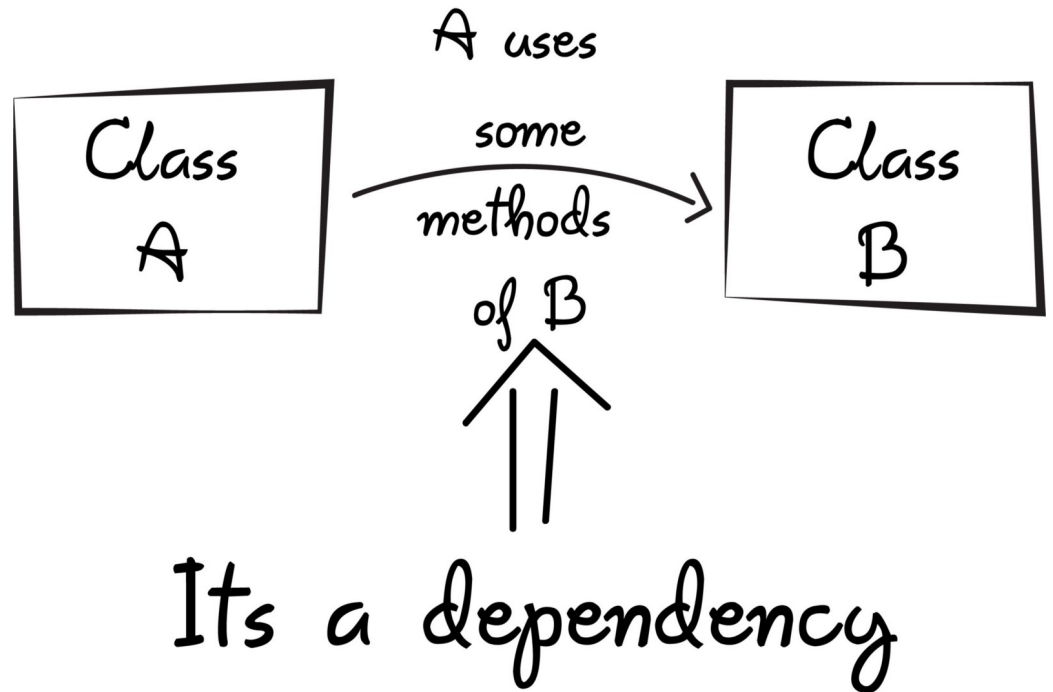 A uses
some
methods
of B
Class
A
Class
B
Its a dependency